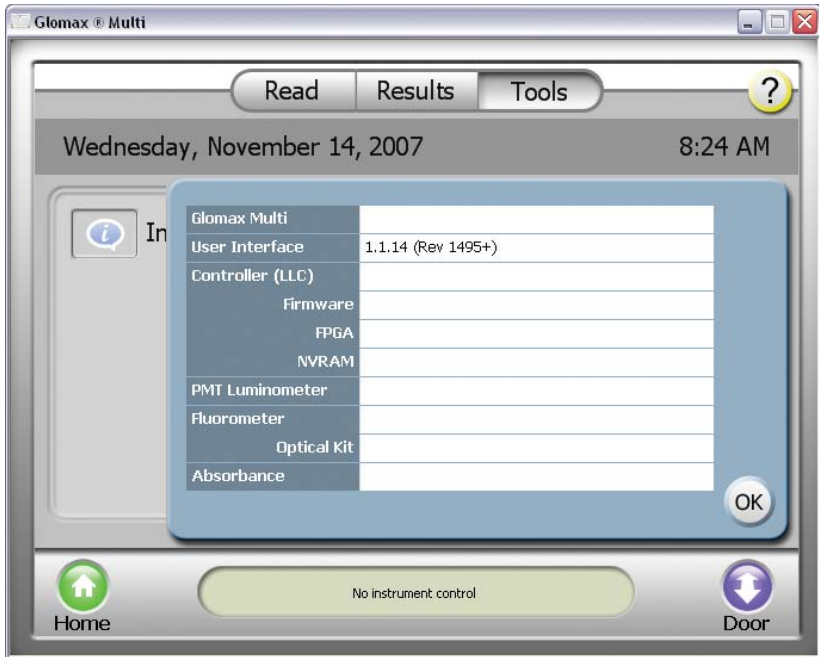 Glomax ® Multi
Read Results Tools ?
Wednesday, November 14, 2007 8:24 AM
i In
Glomax Multi
User Interface 1.1.14 (Rev 1495+)
Controller (LLC)
Firmware
FPGA
NVRAM
PMT Luminometer
Fluorometer
Optical Kit
Absorbance
OK
No instrument control
Home Door